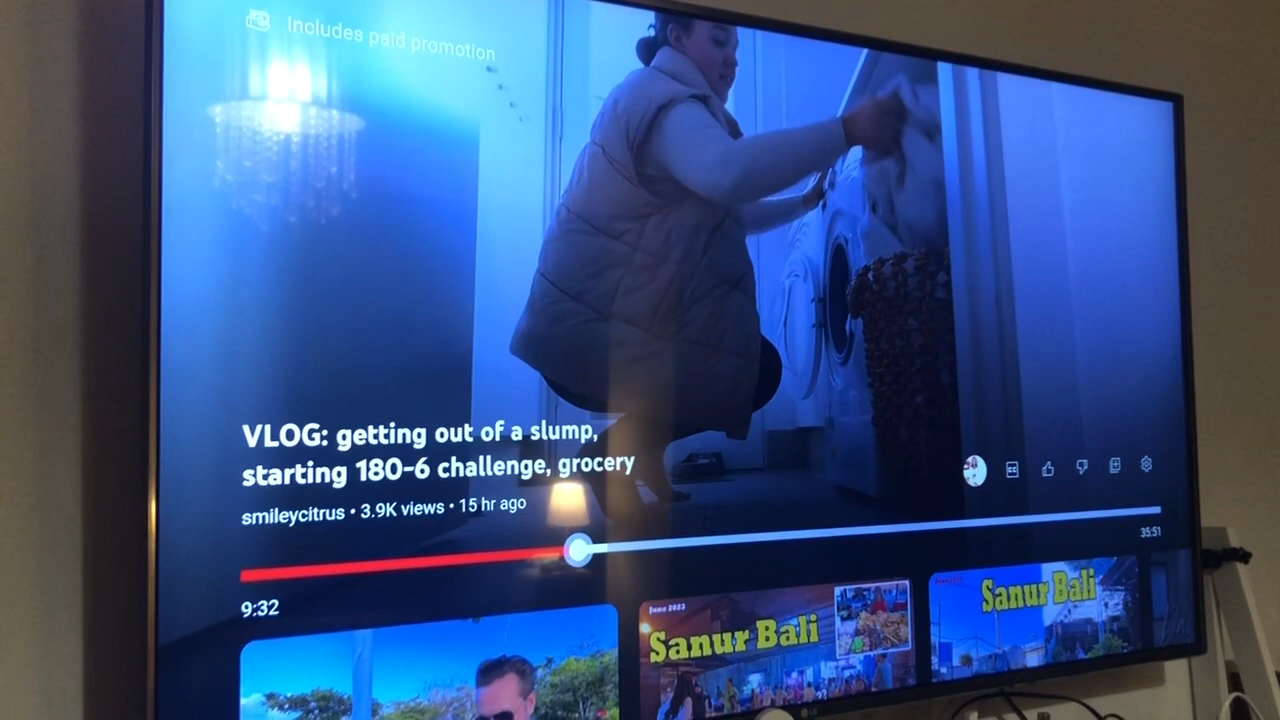 Includes paid promotion
VLOG: getting out of a slump,
starting 180-6 challenge, grocery
smileycitrus • 3.9K views • 15 hr ago
CC
9:32
35:51
June 2023
Sanur Bali
Sanur Bali
LG